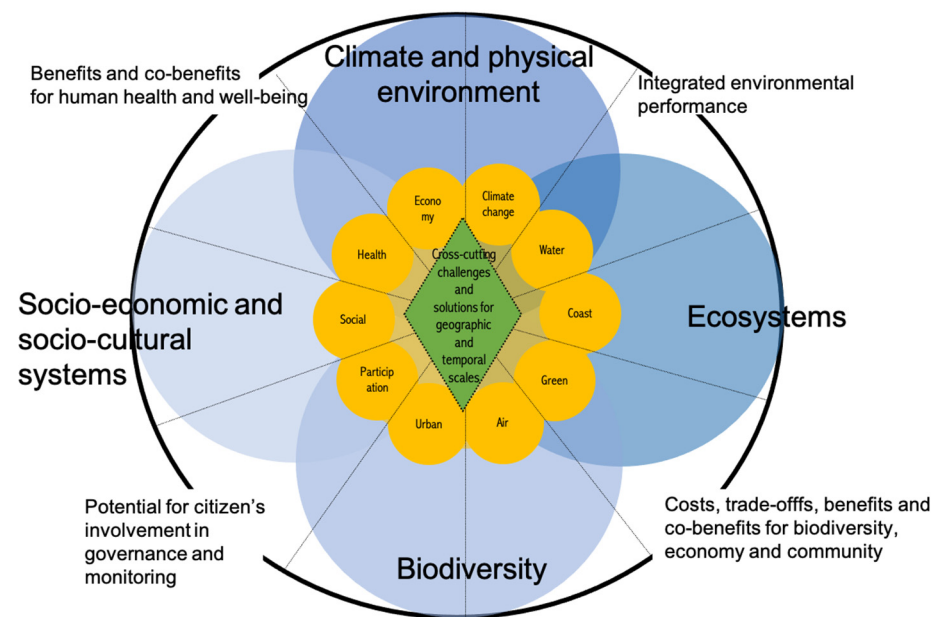 Climate and physical
environment
Benefits and co-benefits
for human health and well-being
Integrated environmental
performance
Econo
my
Climate
change
Health
Water
Cross-cutting
challenges
and
solutions for
geographic
and
temporal
scales
Social
Coast
Socio-economic and
socio-cultural
systems
Ecosystems
Particip
ation
Green
Urban
Air
Potential for citizen's
involvement in
governance and
monitoring
Costs, trade-offfs, benefits and
co-benefits for biodiversity,
economy and community
Biodiversity